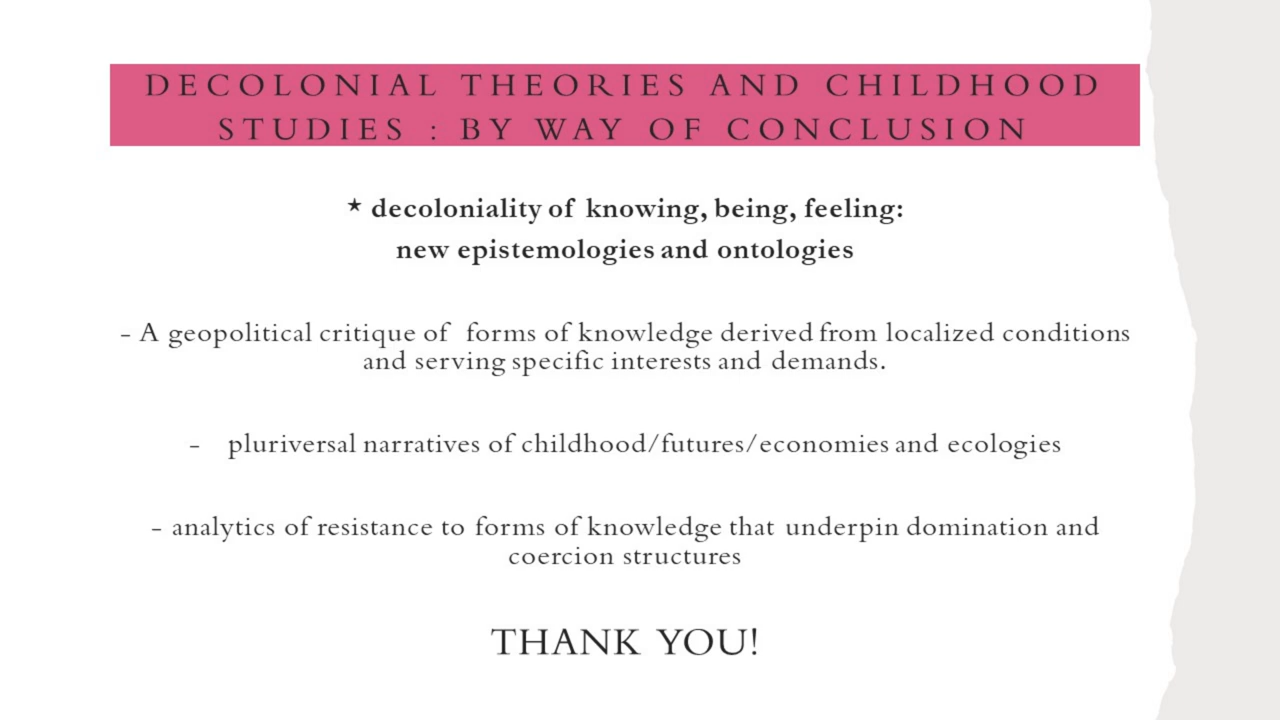 DECOLONIAL THEORIES AND CHILDHOOD
STUDIES : BY WAY OF CONCLUSION
* decoloniality of knowing, being, feeling:
new epistemologies and ontologies
- A geopolitical critique of forms of knowledge derived from localized conditions
and serving specific interests and demands.
- pluriversal narratives of childhood/futures/economies and ecologies
- analytics of resistance to forms of knowledge that underpin domination and
coercion structures
THANK YOU!